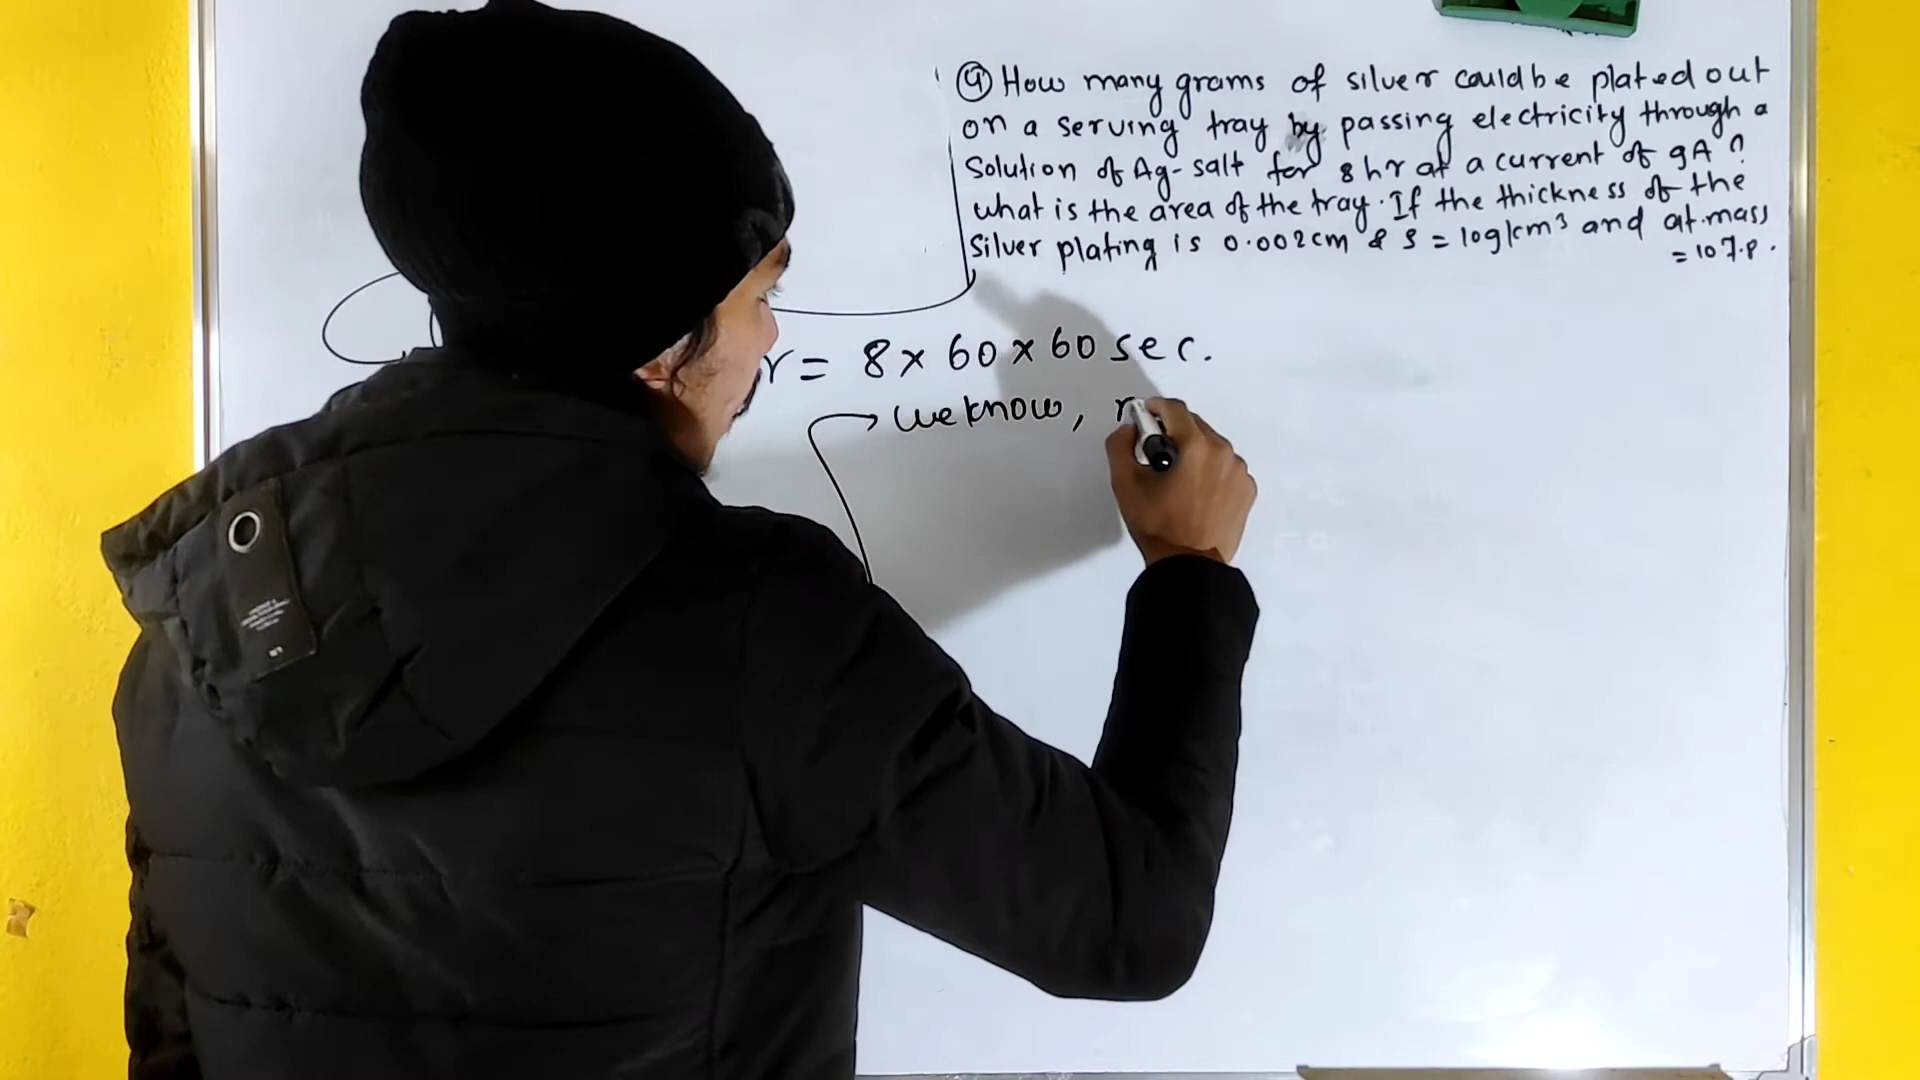 ④ How many grams of silver could be plated out
on a serving tray by passing electricity through a
Solution of Ag-salt for 8 hr at a current of 9A ?
what is the area of the tray. If the thickness of the
Silver plating is 0.002cm & ρ = 10g/cm³ and at.mass
= 107.8.
r = 8 × 60 × 60 sec.
we know,